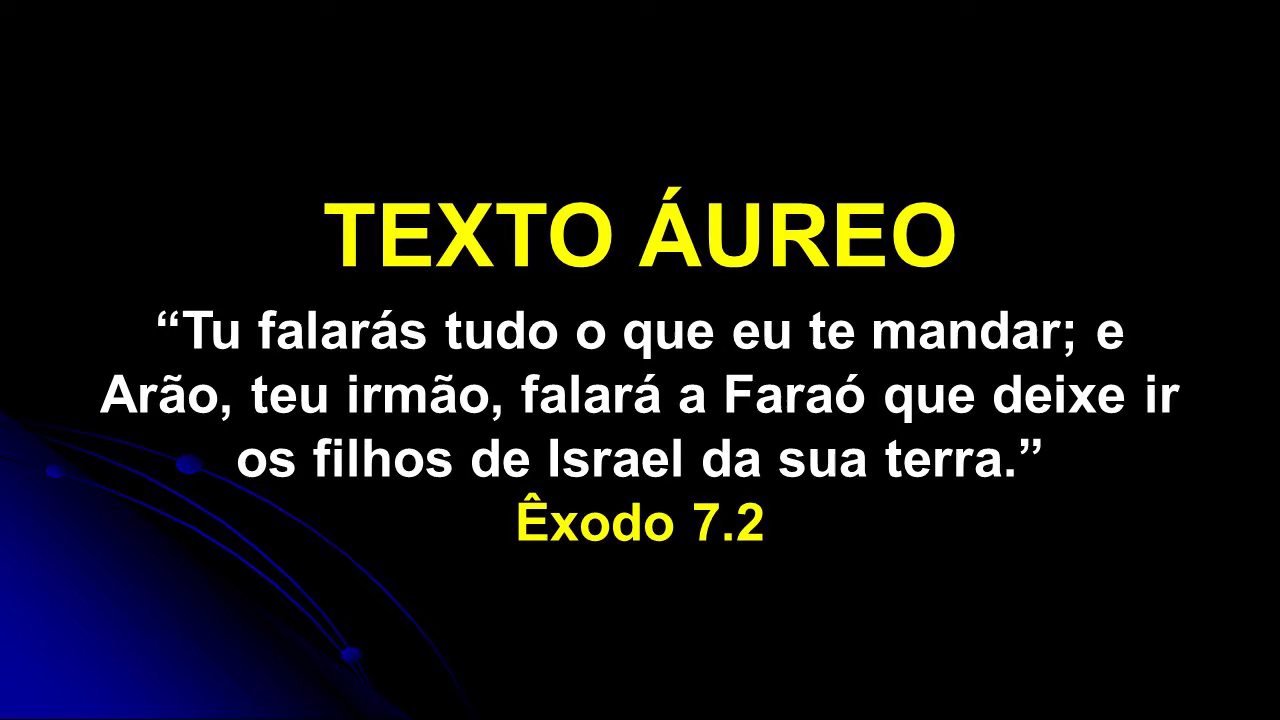 TEXTO ÁUREO
“Tu falarás tudo o que eu te mandar; e
Arão, teu irmão, falará a Faraó que deixe ir
os filhos de Israel da sua terra.”
Êxodo 7.2